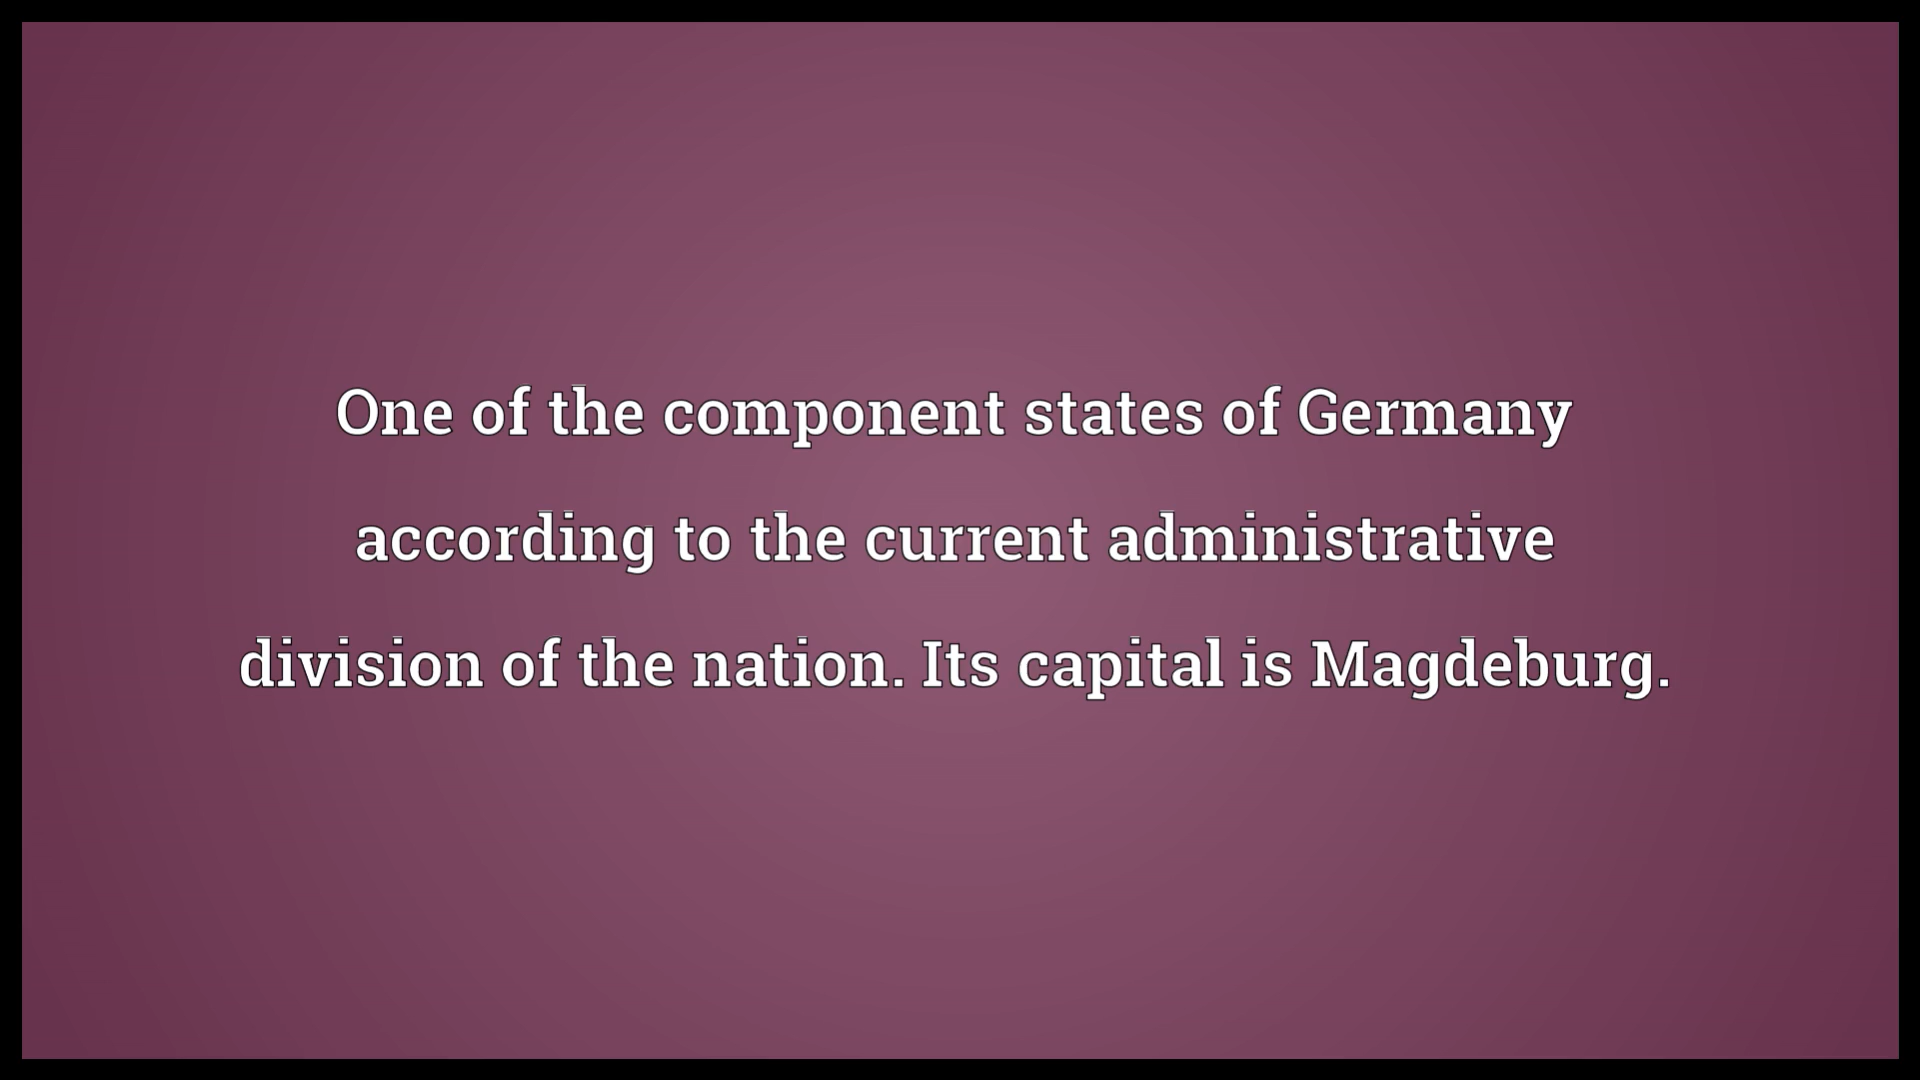 One of the component states of Germany
according to the current administrative
division of the nation. Its capital is Magdeburg.